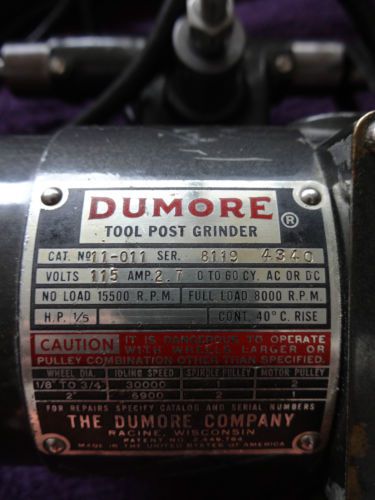 DUMORE ®
TOOL POST GRINDER
CAT. NO. 11-011 SER. 8119 4340
VOLTS 115 AMP. 2.7 0 TO 60 CY. AC OR DC
NO LOAD 15500 R.P.M. FULL LOAD 8000 R.P.M
H.P. 1/5 CONT. 40°C. RISE
CAUTION IT IS DANGEROUS TO OPERATE
WITH WHEELS LARGER OR
PULLEY COMBINATION OTHER THAN SPECIFIED.
WHEEL DIA. IDLING SPEED SPINDLE PULLEY MOTOR PULLEY
1/8" TO 3/4" 30000 1 2
2" 6900 2 1
FOR REPAIRS SPECIFY CATALOG AND SERIAL NUMBERS
THE DUMORE COMPANY
RACINE, WISCONSIN
PATENT NO.
MADE IN THE UNITED STATES OF AMERICA